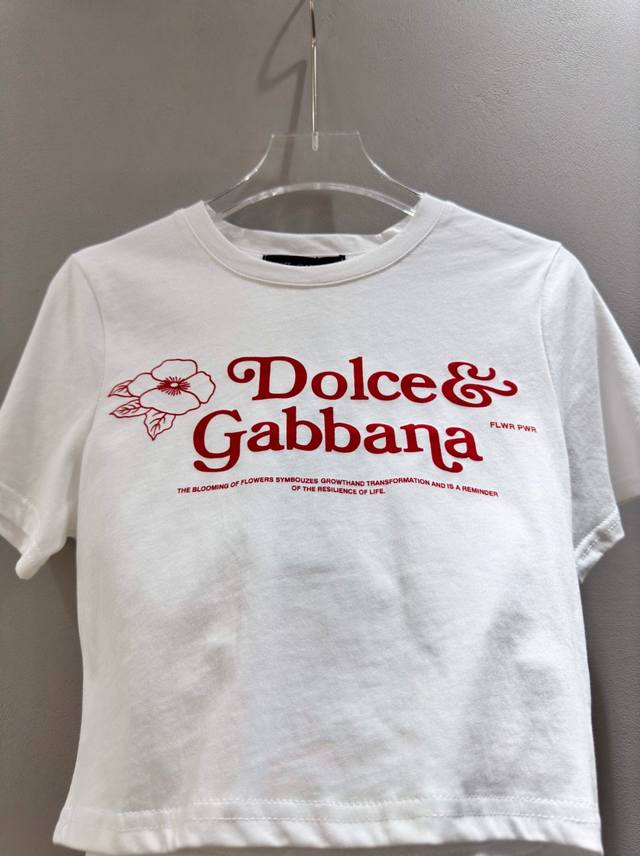 Dolce&
Gabbana
FLWR PWR
THE BLOOMING OF FLOWERS SYMBOUZES GROWTHAND TRANSFORMATION AND IS A REMINDER
OF THE RESILIENCE OF LIFE.